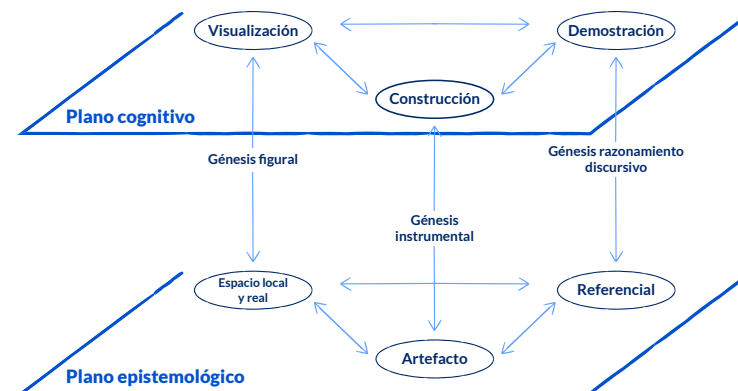 Visualización
Demostración
Construcción
Plano cognitivo
Génesis figural
Génesis razonamiento
discursivo
Génesis
instrumental
Espacio local
y real
Referencial
Artefacto
Plano epistemológico